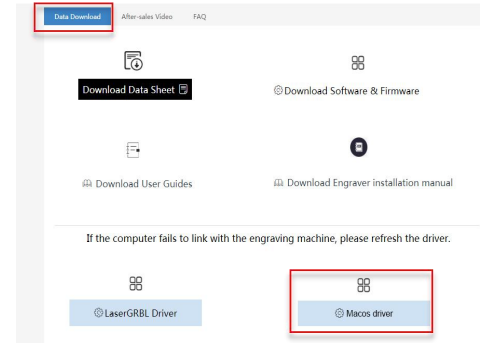 Data Download After-sales Video FAQ
Download Data Sheet
Download Software & Firmware
Download User Guides
Download Engraver installation manual
If the computer fails to link with the engraving machine, please refresh the driver.
LaserGRBL Driver
Macos driver